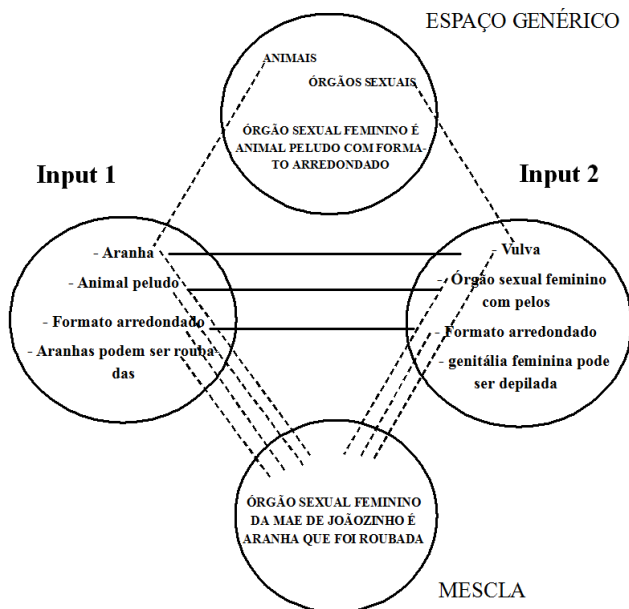 ESPAÇO GENÉRICO
ANIMAIS
ÓRGÃOS SEXUAIS
ÓRGÃO SEXUAL FEMININO É
ANIMAL PELUDO COM FORMA-
TO ARREDONDADO
Input 1
Input 2
- Aranha
- Animal peludo
- Formato arredondado
- Aranhas podem ser rouba-
das
- Vulva
- Órgão sexual feminino
com pelos
- Formato arredondado
- genitália feminina pode
ser depilada
ÓRGÃO SEXUAL FEMININO
DA MAE DE JOÃOZINHO É
ARANHA QUE FOI ROUBADA
MESCLA